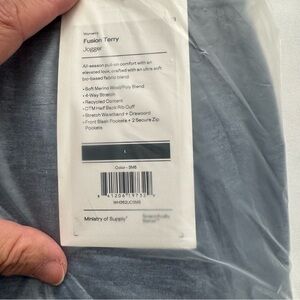 Women's
Fusion Terry
Jogger
All-season pull-on comfort with an
elevated look, crafted with an ultra soft
bio-based fabric blend
• Soft Merino Wool/Poly Blend
• 4-Way Stretch
• Recycled Content
• DTM Half Back Rib Cuff
• Stretch Waistband + Drawcord
• Front Slash Pockets + 2 Secure Zip
Pockets
L
Ministry of Supply